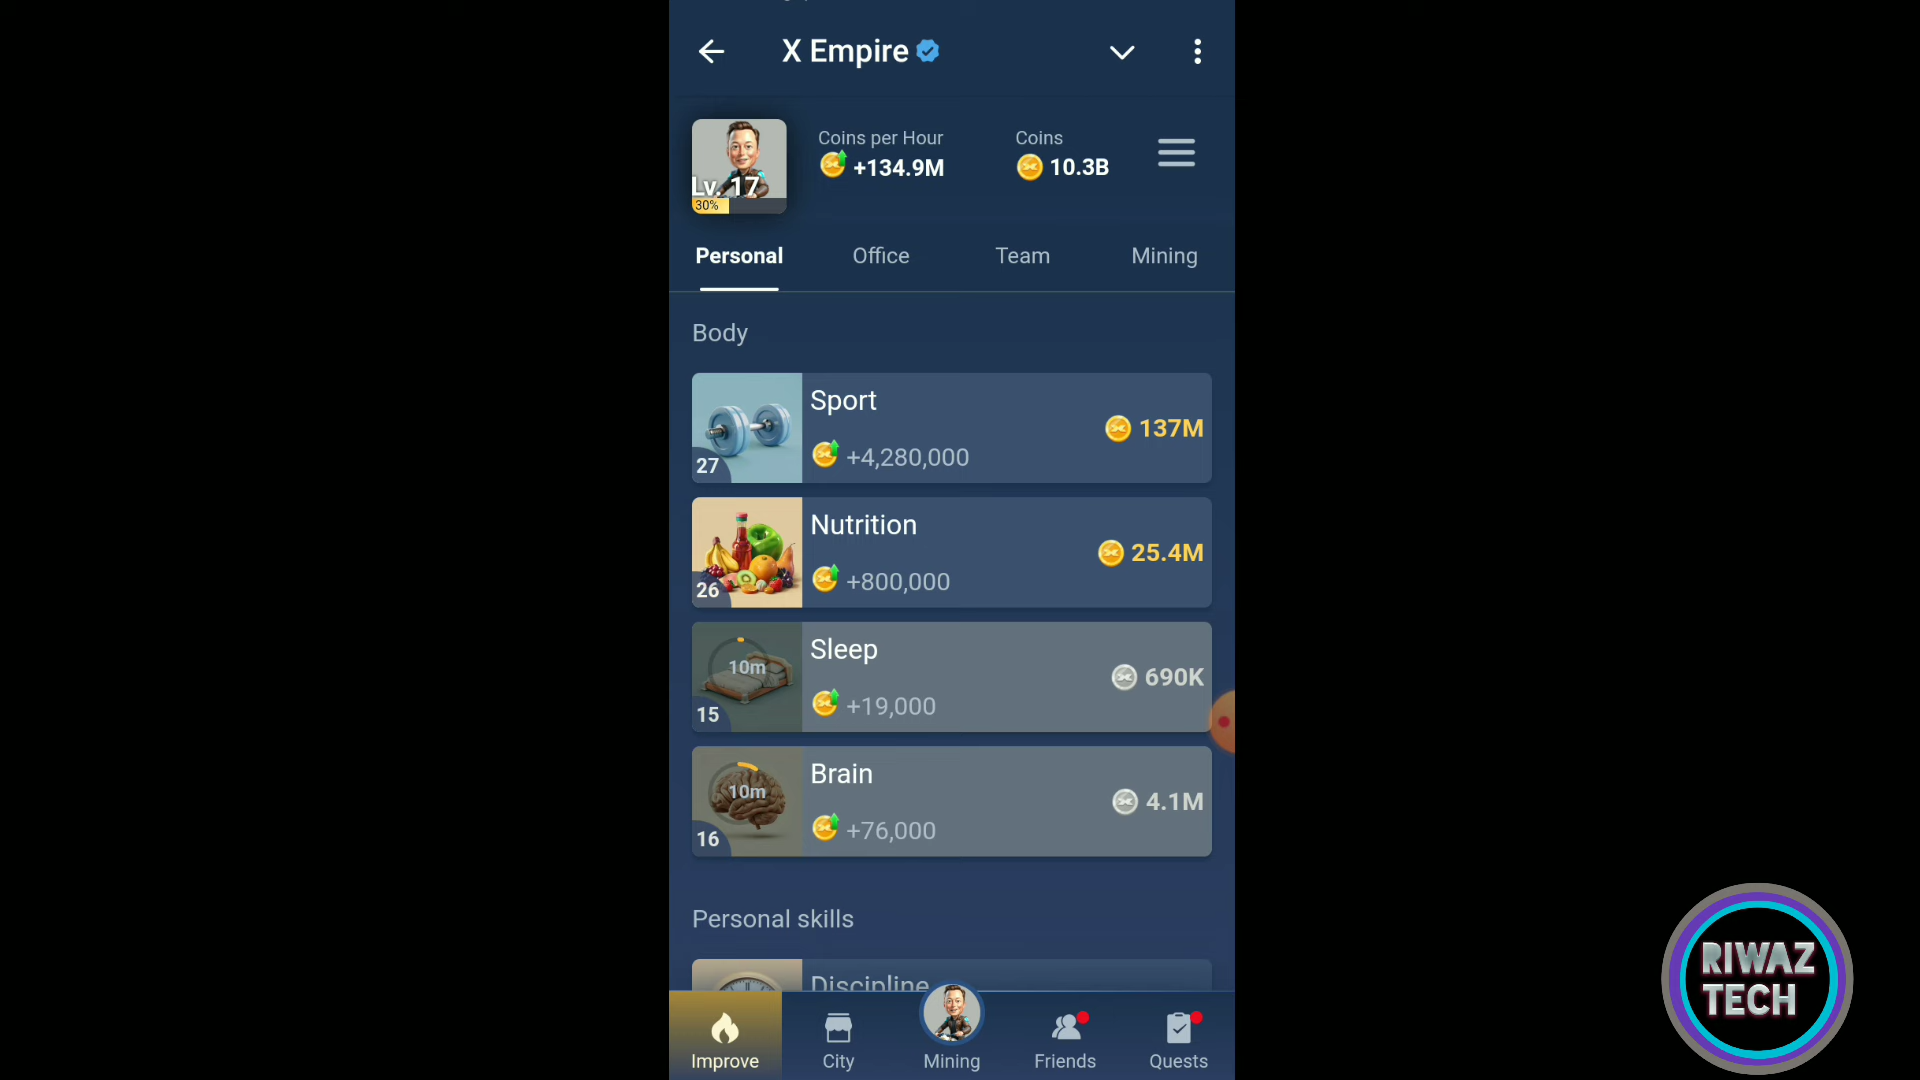 X Empire
Coins per Hour
+134.9M
Coins
10.3B
Lv. 17
30%
Personal
Office
Team
Mining
Body
Sport
+4,280,000
137M
27
Nutrition
+800,000
25.4M
26
Sleep
10m
+19,000
690K
15
Brain
10m
+76,000
4.1M
16
Personal skills
Discipline
Improve
City
Mining
Friends
Quests
RIWAZ
TECH